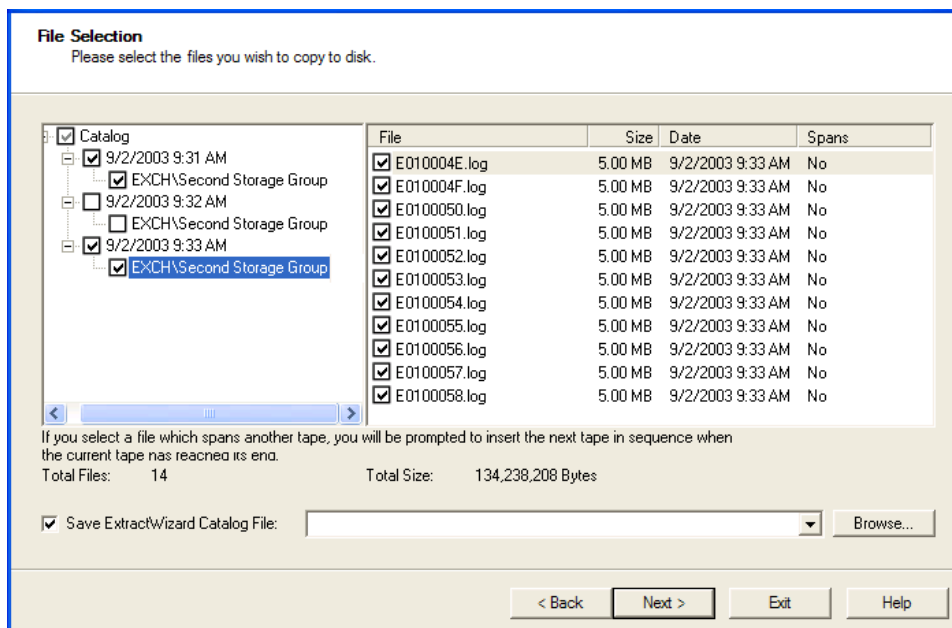 File Selection
Please select the files you wish to copy to disk.
Catalog
9/2/2003 9:31 AM
EXCH\Second Storage Group
9/2/2003 9:32 AM
EXCH\Second Storage Group
9/2/2003 9:33 AM
EXCH\Second Storage Group
File Size Date Spans
E010004E.log 5.00 MB 9/2/2003 9:33 AM No
E010004F.log 5.00 MB 9/2/2003 9:33 AM No
E0100050.log 5.00 MB 9/2/2003 9:33 AM No
E0100051.log 5.00 MB 9/2/2003 9:33 AM No
E0100052.log 5.00 MB 9/2/2003 9:33 AM No
E0100053.log 5.00 MB 9/2/2003 9:33 AM No
E0100054.log 5.00 MB 9/2/2003 9:33 AM No
E0100055.log 5.00 MB 9/2/2003 9:33 AM No
E0100056.log 5.00 MB 9/2/2003 9:33 AM No
E0100057.log 5.00 MB 9/2/2003 9:33 AM No
E0100058.log 5.00 MB 9/2/2003 9:33 AM No
If you select a file which spans another tape, you will be prompted to insert the next tape in sequence when
the current tape has reached its end.
Total Files: 14 Total Size: 134,238,208 Bytes
Save ExtractWizard Catalog File: Browse...
< Back Next > Exit Help